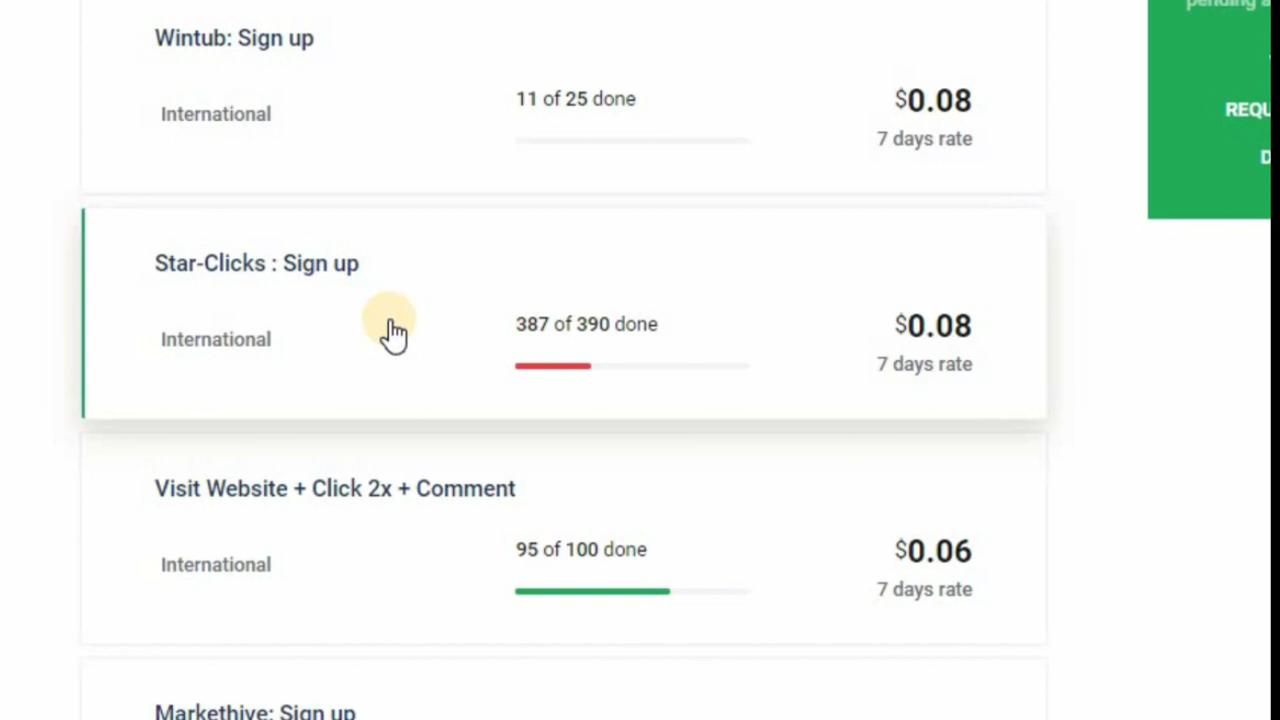 pending a
Wintub: Sign up
International
11 of 25 done
$0.08
7 days rate
REQU
D
Star-Clicks : Sign up
International
387 of 390 done
$0.08
7 days rate
Visit Website + Click 2x + Comment
International
95 of 100 done
$0.06
7 days rate
Markethive: Sign up